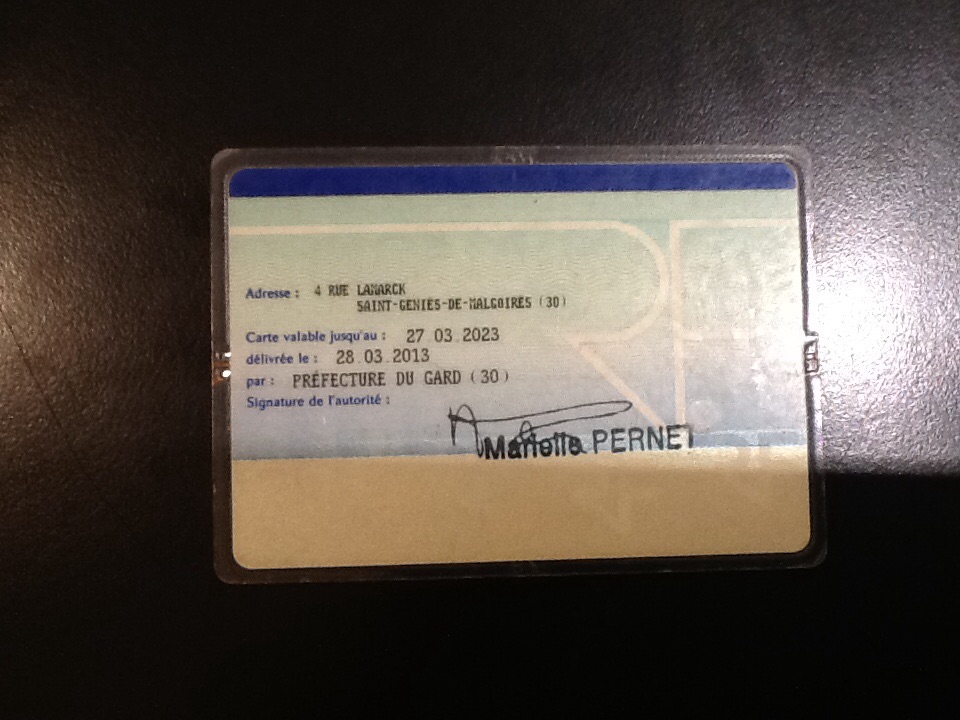 Adresse : 4 RUE LAMARCK
SAINT-GENIES-DE-MALGOIRES (30)
Carte valable jusqu'au : 27.03.2023
délivrée le : 28.03.2013
par : PRÉFECTURE DU GARD (30)
Signature de l'autorité :
Marielle PERNET